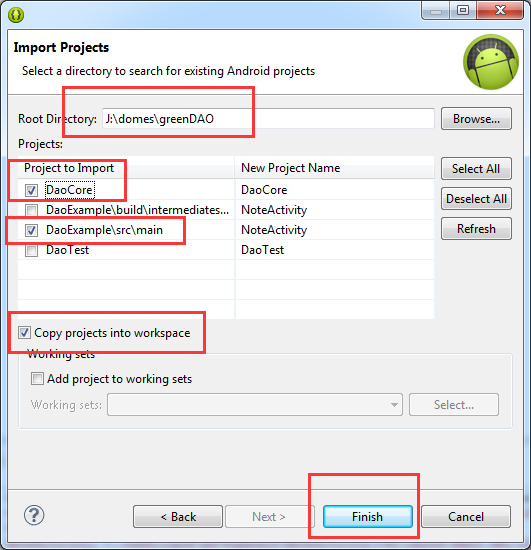 Import Projects
Select a directory to search for existing Android projects
Root Directory: J:\domes\greenDAO Browse...
Projects:
Project to Import New Project Name Select All
DaoCore DaoCore Deselect All
DaoExample\build\intermediates... NoteActivity
DaoExample\src\main NoteActivity Refresh
DaoTest DaoTest
Copy projects into workspace
Working sets
Add project to working sets
Working sets: Select...
? < Back Next > Finish Cancel